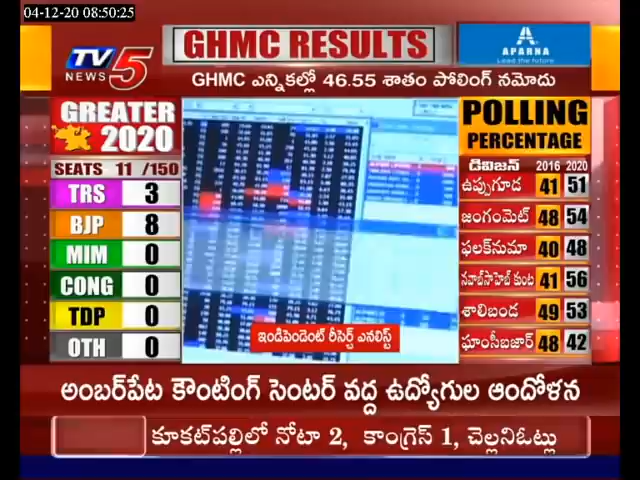 04-12-20 08:50:25
TV5 NEWS
GHMC RESULTS
APARNA
Lead the future
GHMC ఎన్నికల్లో 46.55 శాతం పోలింగ్ నమోదు
GREATER 2020
SEATS 11 /150
TRS 3
BJP 8
MIM 0
CONG 0
TDP 0
OTH 0
POLLING PERCENTAGE
డివిజన్ 2016 2020
ఉప్పుగూడ 41 51
జంగంమెట్ 48 54
ఫలక్‌నుమా 40 48
నవాబ్‌సాహెబ్ కుంట 41 56
శాలిబండ 49 53
ఘాంసీబజార్ 48 42
ఇండిపెండెంట్ రీసెర్చ్ ఎనలిస్ట్
అంబర్‌పేట కౌంటింగ్ సెంటర్ వద్ద ఉద్యోగుల ఆందోళన
కూకట్‌పల్లిలో నోటా 2, కాంగ్రెస్ 1, చెల్లనిఓట్లు